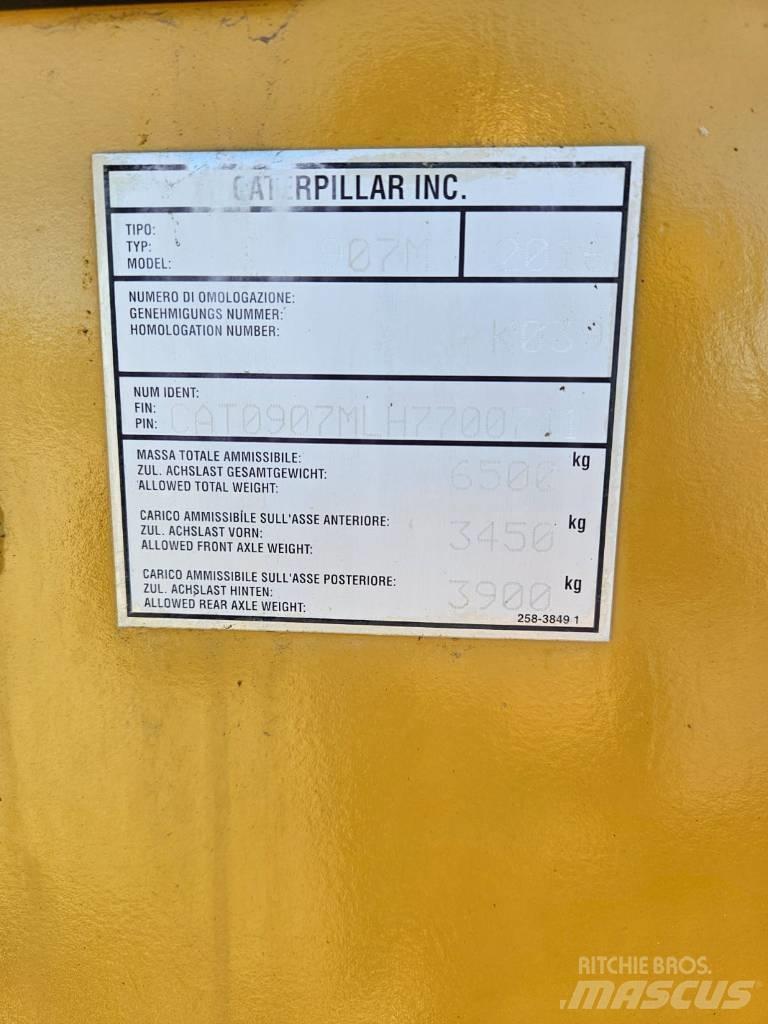 CATERPILLAR INC.
TIPO:
TYP:
MODEL: 907M
NUMERO DI OMOLOGAZIONE:
GENEHMIGUNGS NUMMER:
HOMOLOGATION NUMBER:
NUM IDENT:
FIN:
PIN:
MASSA TOTALE AMMISSIBILE:
ZUL. ACHSLAST GESAMTGEWICHT: 6500 kg
ALLOWED TOTAL WEIGHT:
CARICO AMMISSIBILE SULL'ASSE ANTERIORE:
ZUL. ACHSLAST VORN: 3450 kg
ALLOWED FRONT AXLE WEIGHT:
CARICO AMMISSIBILE SULL'ASSE POSTERIORE:
ZUL. ACHSLAST HINTEN: 3900 kg
ALLOWED REAR AXLE WEIGHT:
258-3849 1
RITCHIE BROS.
MASCUS